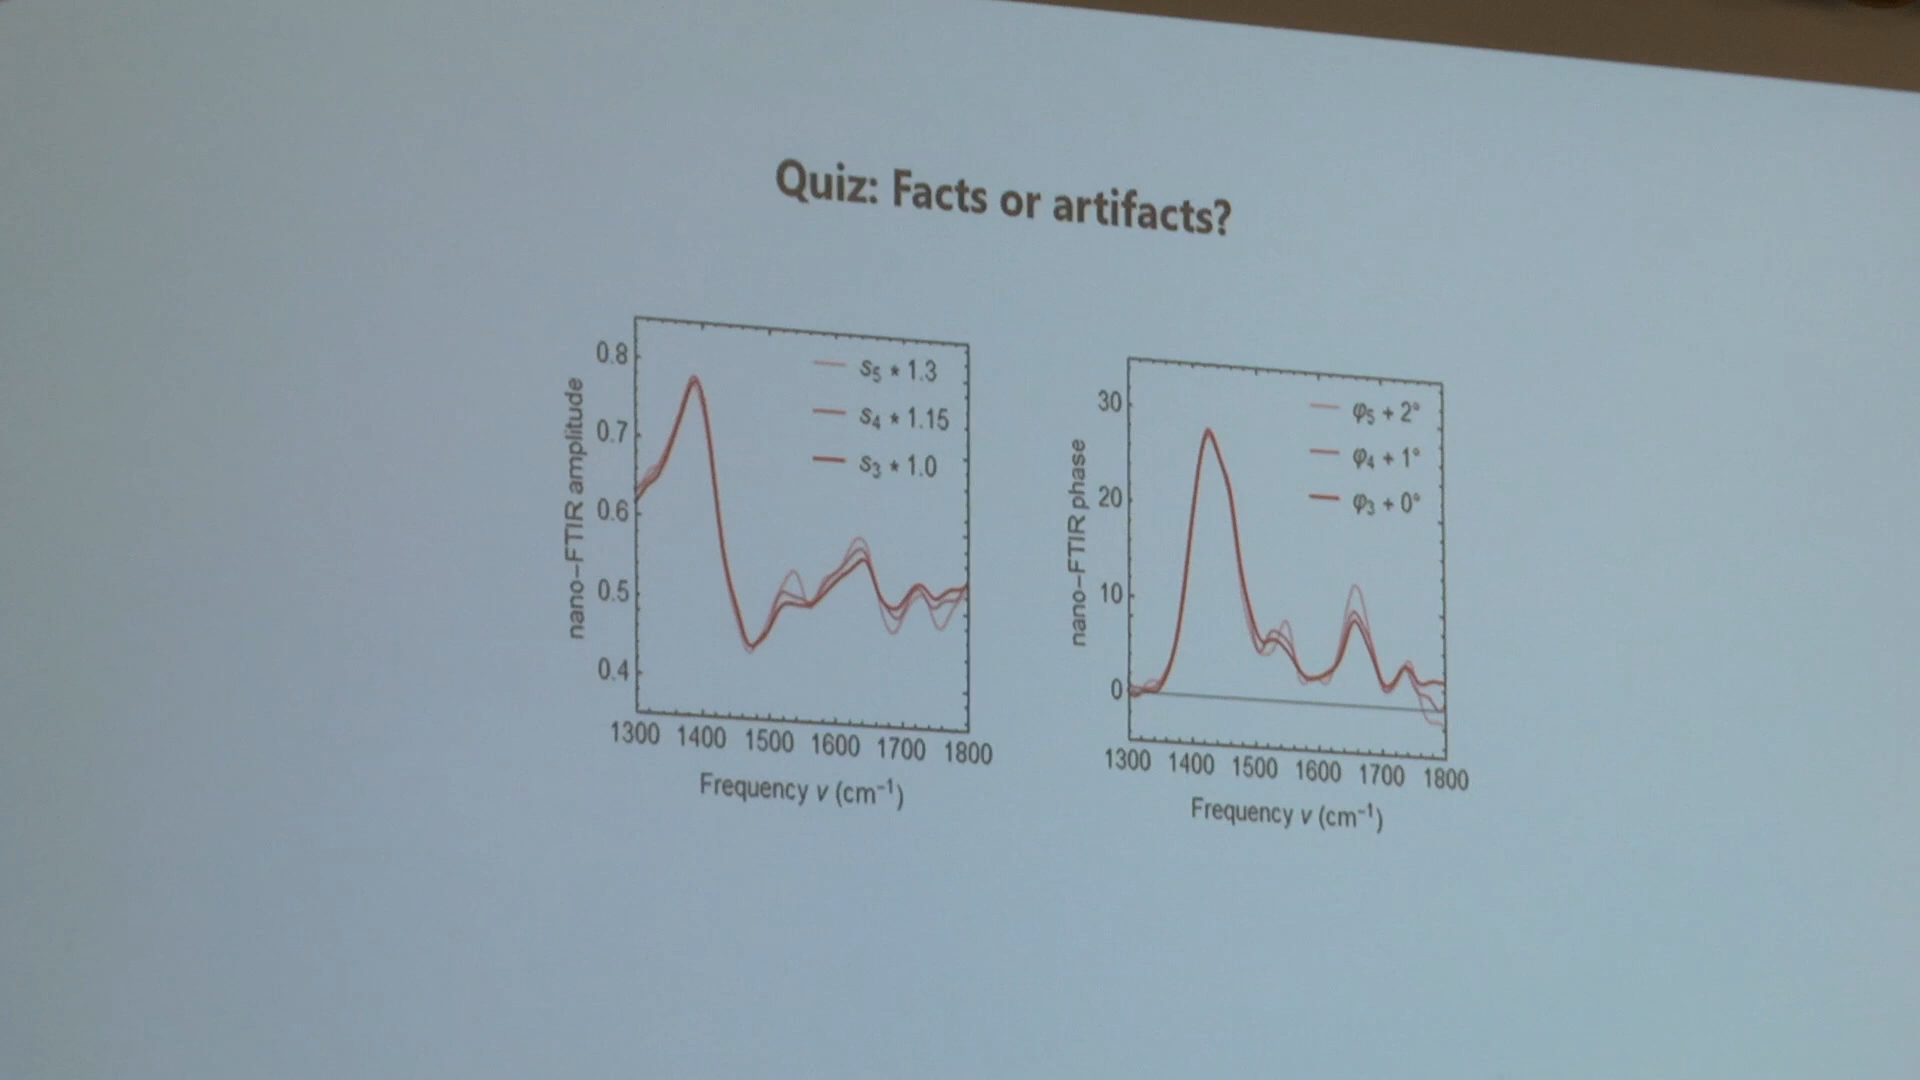 Quiz: Facts or artifacts?
nano-FTIR amplitude
0.8
0.7
0.6
0.5
0.4
s₅ * 1.3
s₄ * 1.15
s₃ * 1.0
1300 1400 1500 1600 1700 1800
Frequency ν (cm⁻¹)
nano-FTIR phase
30
20
10
0
φ₅ + 2°
φ₄ + 1°
φ₃ + 0°
1300 1400 1500 1600 1700 1800
Frequency ν (cm⁻¹)